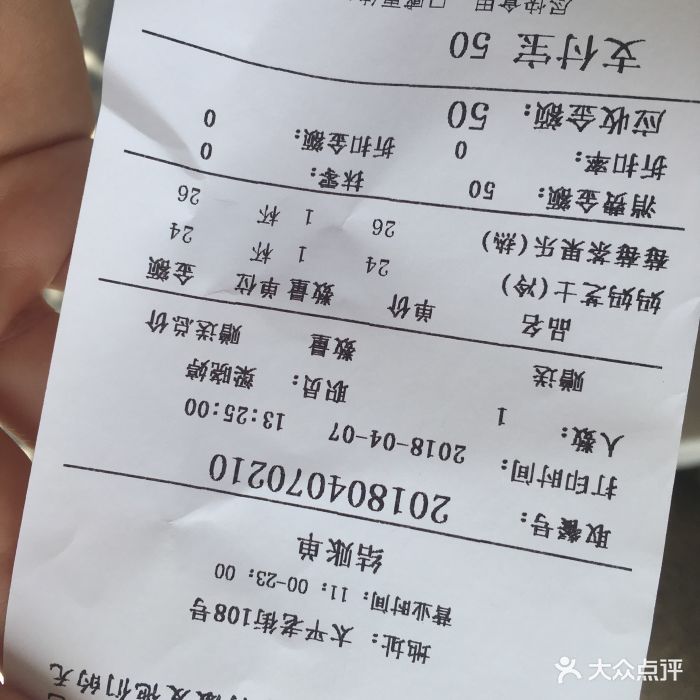 地址：太平老街108号
营业时间：11：00-23：00
结账单
取餐号：201804070210
打印时间：2018-04-07 13:25:00
人数：1 职员：梁晓婷
赠送 数量 赠送总价
品名 单价 数量 单位 金额
妈妈芝士(冷) 24 1 杯 24
莓莓茶果乐(热) 26 1 杯 26
消费金额：50 抹零：0
折扣率：0 折扣金额：0
应收金额：50
支付宝 50
大众点评